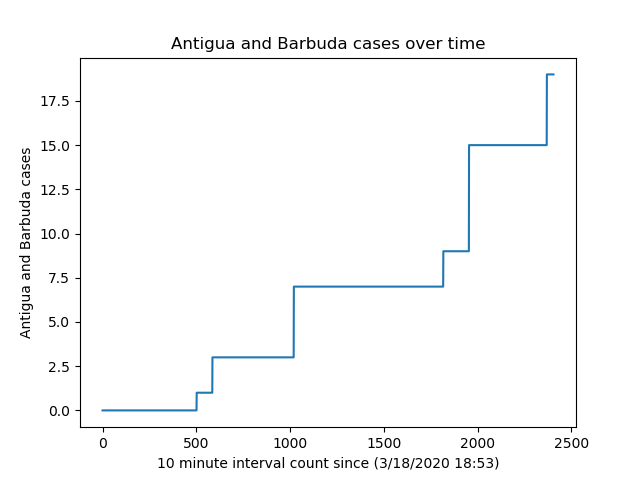 Antigua and Barbuda cases over time
17.5
15.0
12.5
10.0
7.5
5.0
2.5
0.0
Antigua and Barbuda cases
0 500 1000 1500 2000 2500
10 minute interval count since (3/18/2020 18:53)